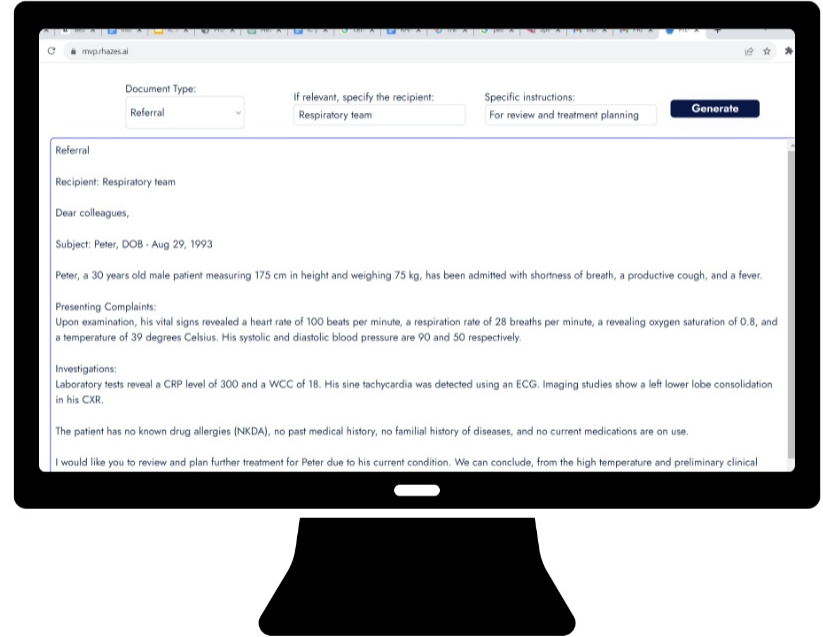 mvp.rhazes.ai
Document Type:
If relevant, specify the recipient:
Specific instructions:
Referral
Respiratory team
For review and treatment planning
Generate
Referral
Recipient: Respiratory team
Dear colleagues,
Subject: Peter, DOB - Aug 29, 1993
Peter, a 30 years old male patient measuring 175 cm in height and weighing 75 kg, has been admitted with shortness of breath, a productive cough, and a fever.
Presenting Complaints:
Upon examination, his vital signs revealed a heart rate of 100 beats per minute, a respiration rate of 28 breaths per minute, a revealing oxygen saturation of 0.8, and
a temperature of 39 degrees Celsius. His systolic and diastolic blood pressure are 90 and 50 respectively.
Investigations:
Laboratory tests reveal a CRP level of 300 and a WCC of 18. His sine tachycardia was detected using an ECG. Imaging studies show a left lower lobe consolidation
in his CXR.
The patient has no known drug allergies (NKDA), no past medical history, no familial history of diseases, and no current medications are on use.
I would like you to review and plan further treatment for Peter due to his current condition. We can conclude, from the high temperature and preliminary clinical